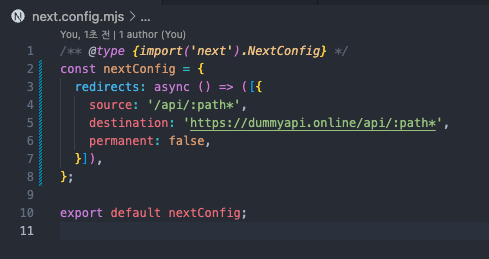 next.config.mjs > ...
You, 1초 전 | 1 author (You)
1 /** @type {import('next').NextConfig} */
2 const nextConfig = {
3   redirects: async () => ([{
4     source: '/api/:path*',
5     destination: 'https://dummyapi.online/api/:path*',
6     permanent: false,
7   }]),
8 };
9
10 export default nextConfig;
11